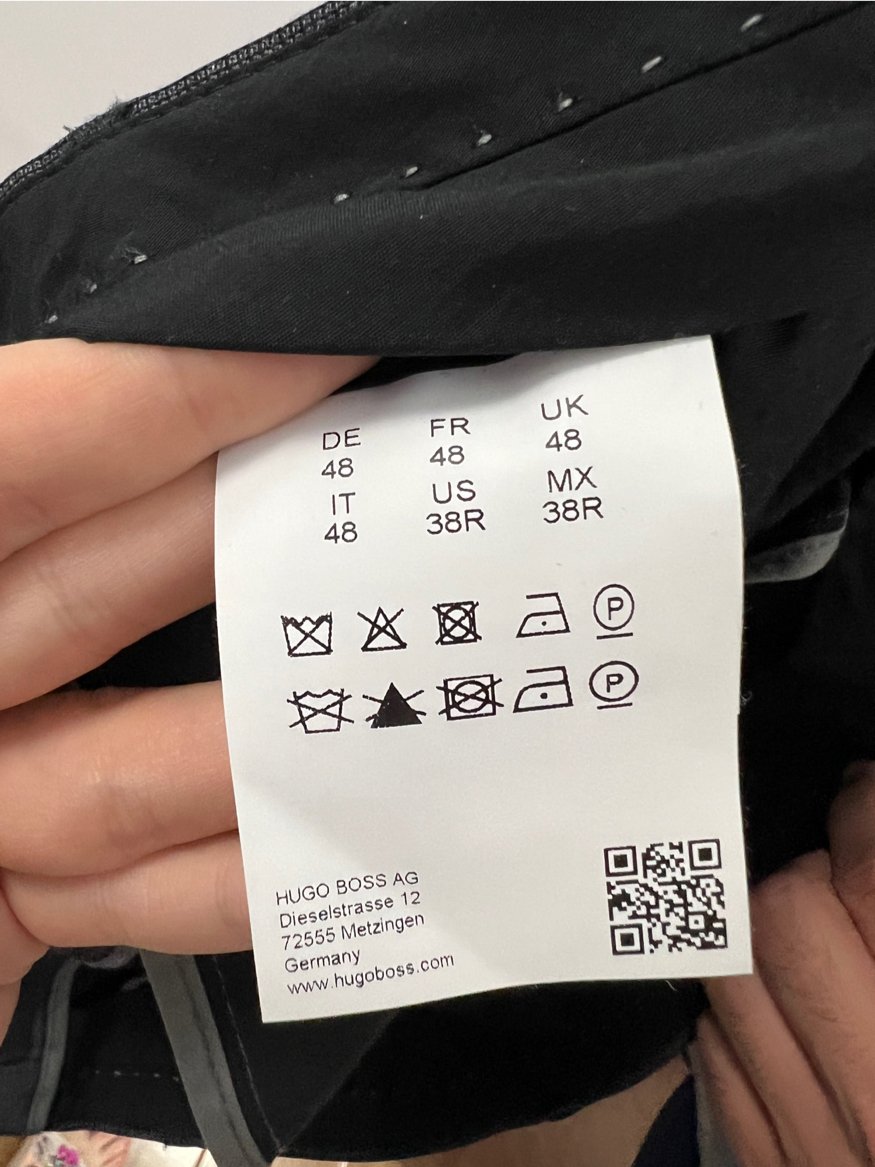 DE FR UK
48 48 48
IT US MX
48 38R 38R
P
P
HUGO BOSS AG
Dieselstrasse 12
72555 Metzingen
Germany
www.hugoboss.com